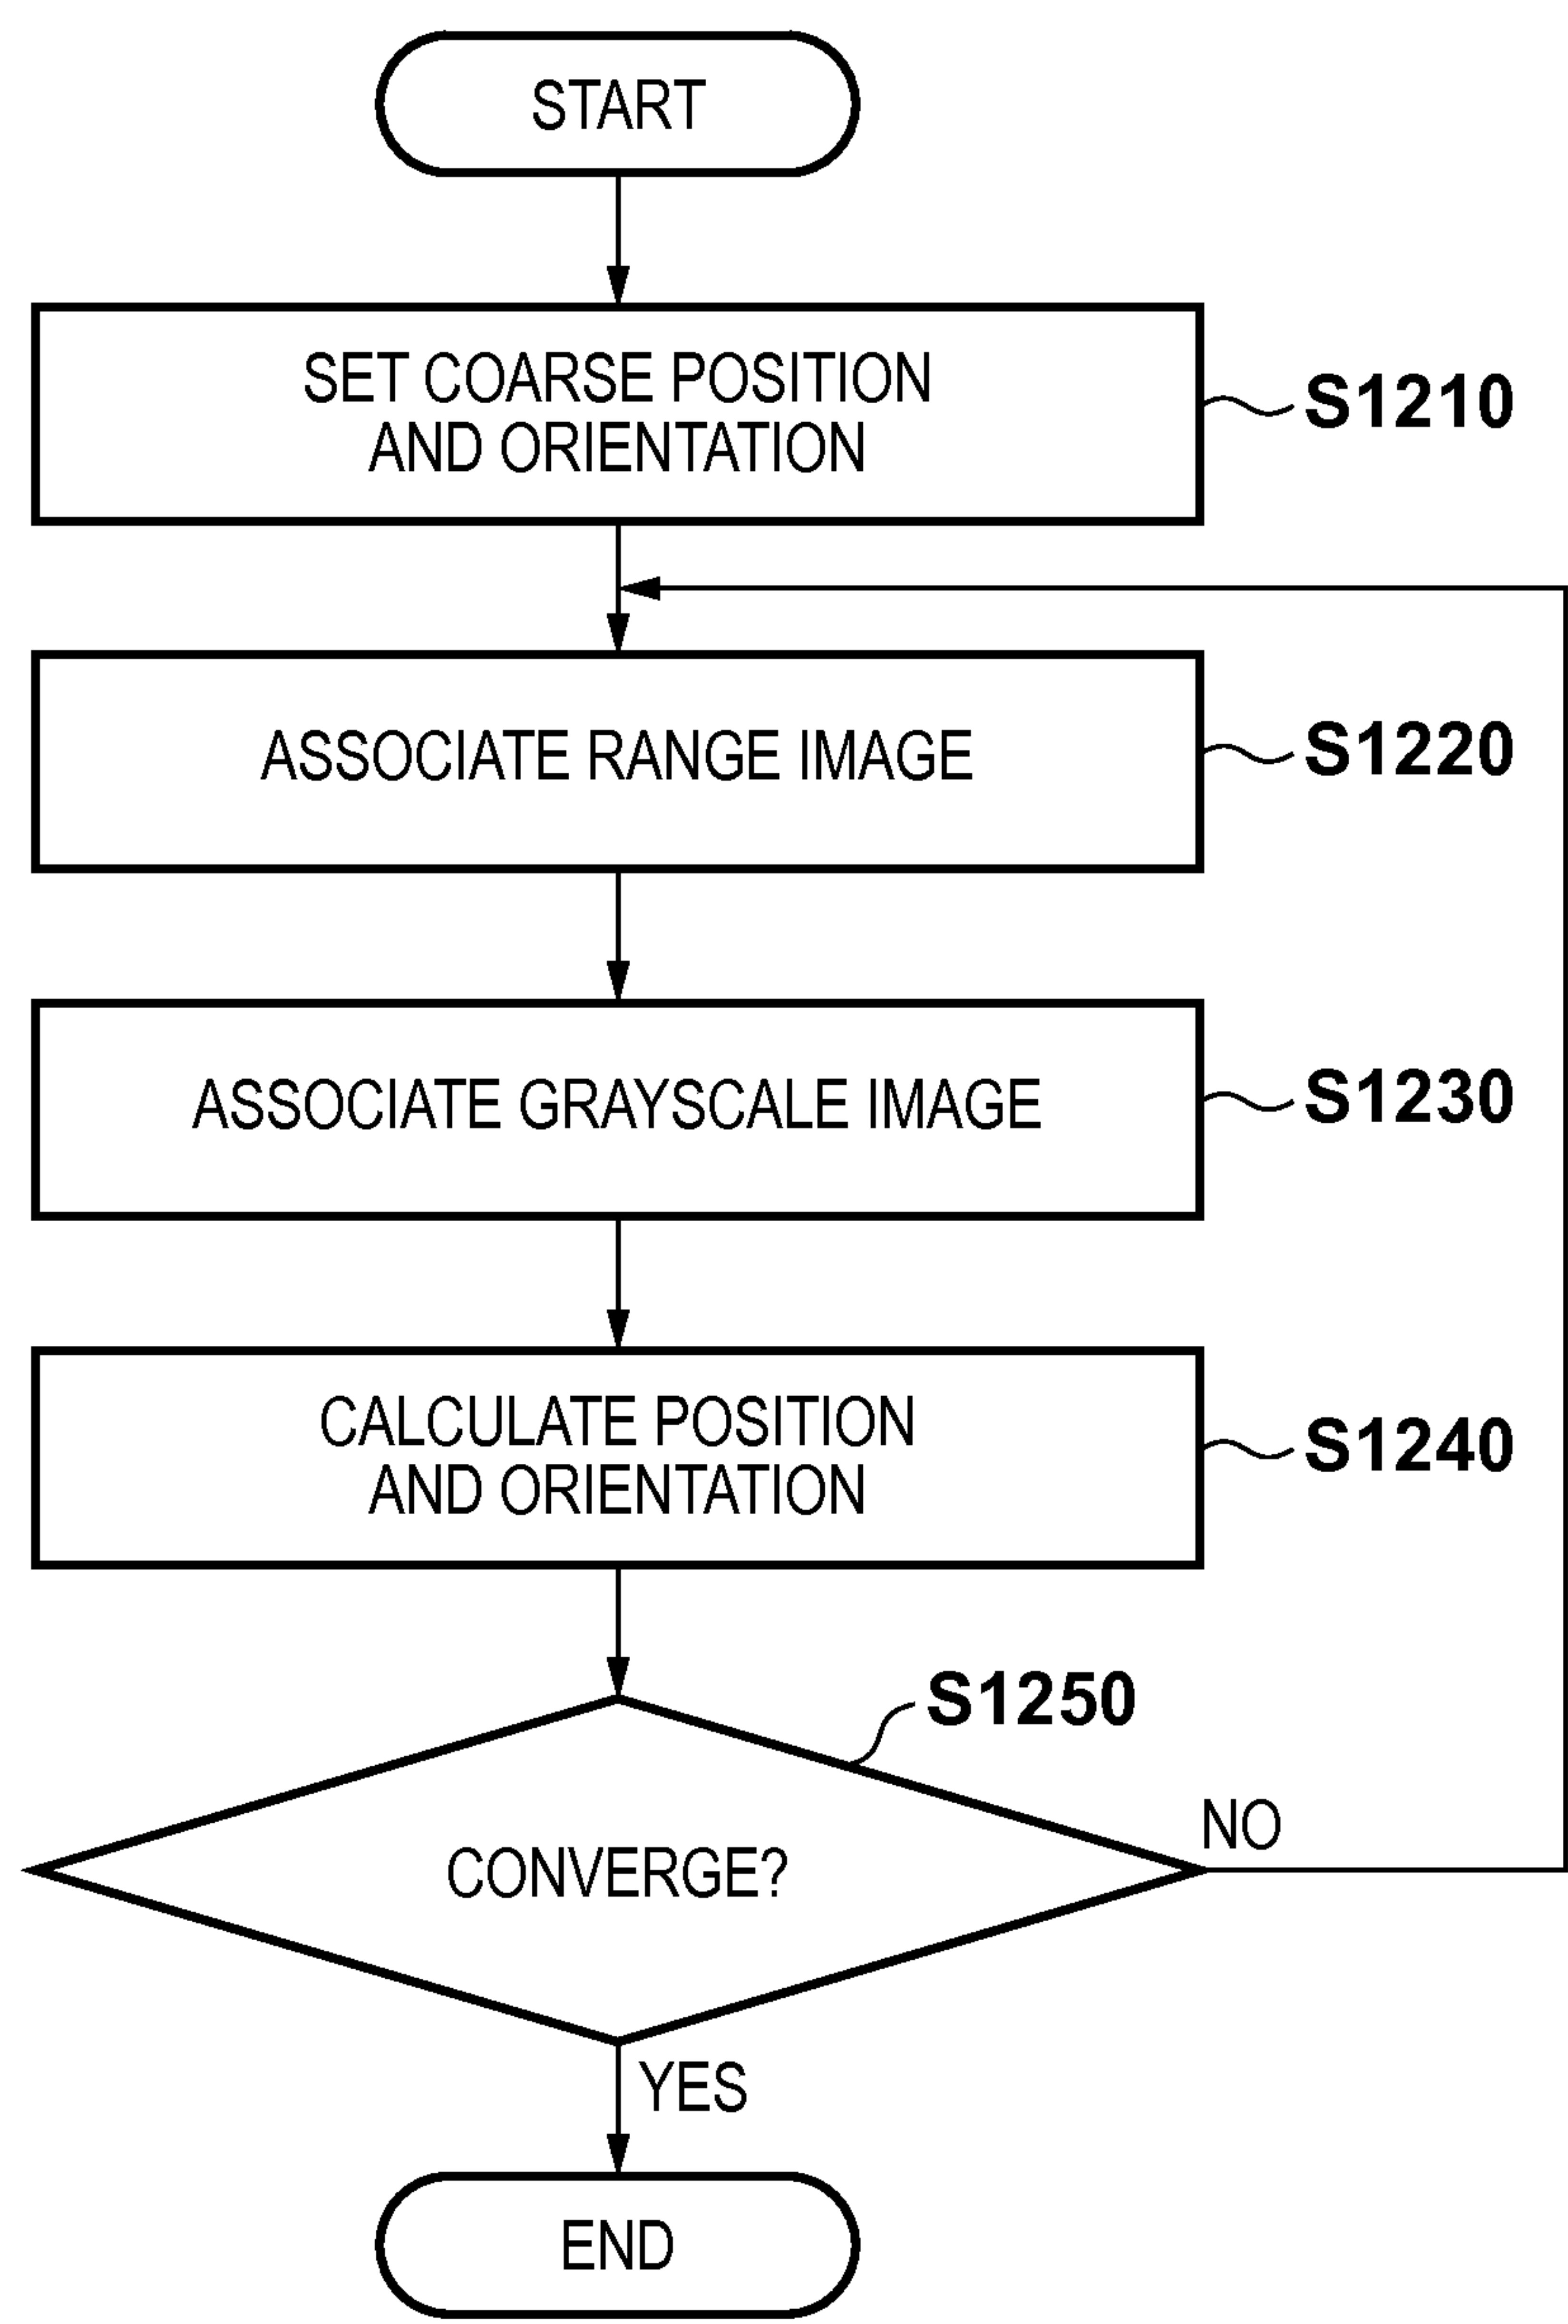 START
SET COARSE POSITION
AND ORIENTATION
S1210
ASSOCIATE RANGE IMAGE
S1220
ASSOCIATE GRAYSCALE IMAGE
S1230
CALCULATE POSITION
AND ORIENTATION
S1240
S1250
CONVERGE?
NO
YES
END